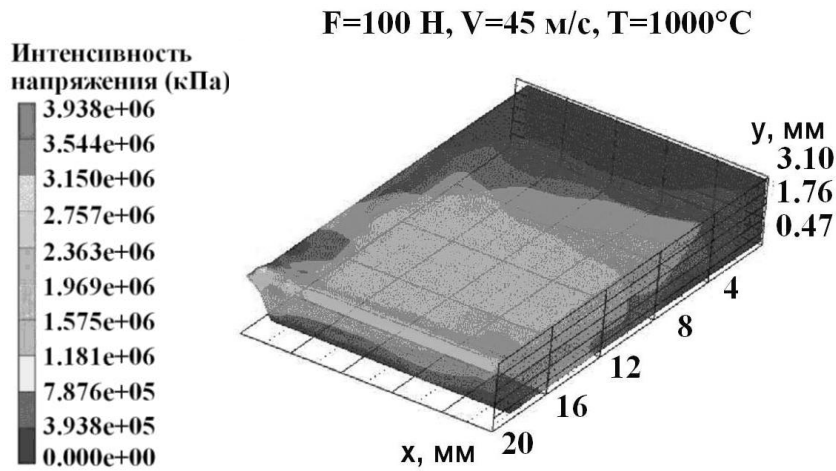 F=100 Н, V=45 м/с, T=1000°C
Интенсивность
напряжения (кПа)
3.938e+06
3.544e+06
3.150e+06
2.757e+06
2.363e+06
1.969e+06
1.575e+06
1.181e+06
7.876e+05
3.938e+05
0.000e+00
y, мм
3.10
1.76
0.47
4
8
12
16
20
x, мм